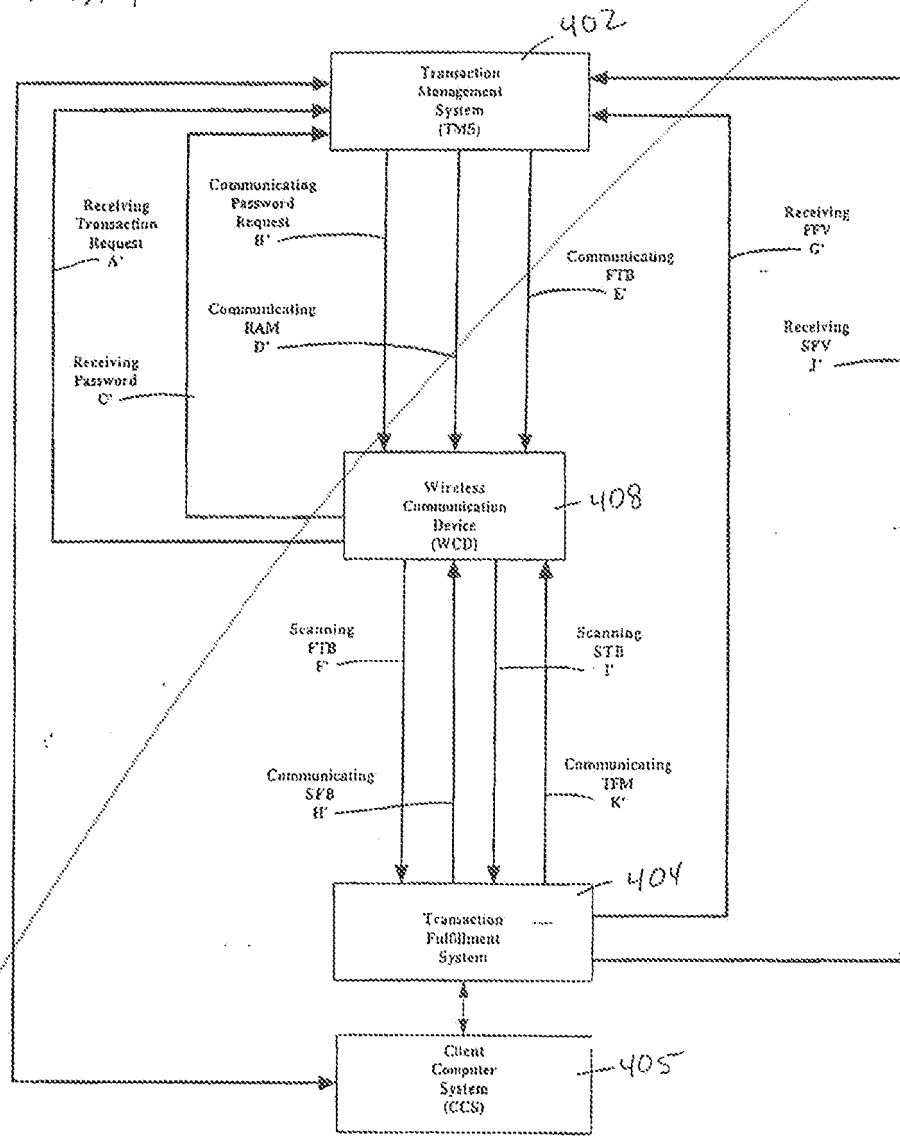 402
Transaction
Management
System
(TMS)
Receiving
Transaction
Request
A'
Communicating
Password
Request
B'
Communicating
FTB
E'
Receiving
FFV
G'
Communicating
RAM
D'
Receiving
SFV
J'
Receiving
Password
C'
Wireless
Communication
Device
(WCD)
408
Scanning
FTB
F'
Scanning
STB
I'
Communicating
SFB
H'
Communicating
TFM
K'
404
Transaction
Fulfillment
System
Client
Computer
System
(CCS)
405